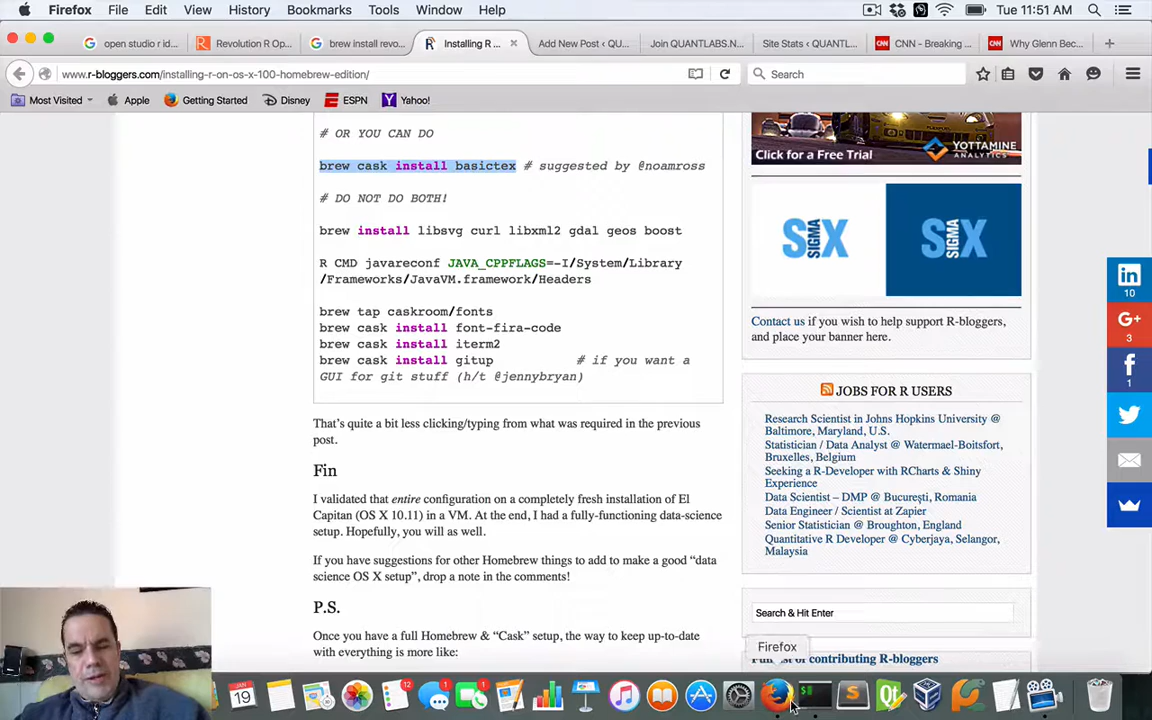 Firefox File Edit View History Bookmarks Tools Window Help Tue 11:51 AM
open studio r id... Revolution R Op... brew install revo... Installing R ... Add New Post ‹ QU... Join QUANTLABS.N... Site Stats ‹ QUANTL... CNN - Breaking ... Why Glenn Bec...
www.r-bloggers.com/installing-r-on-os-x-100-homebrew-edition/ Search
Most Visited Apple Getting Started Disney ESPN Yahoo!
# OR YOU CAN DO
brew cask install basictex # suggested by @noamross
# DO NOT DO BOTH!
brew install libsvg curl libxml2 gdal geos boost
R CMD javareconf JAVA_CPPFLAGS=-I/System/Library
/Frameworks/JavaVM.framework/Headers
brew tap caskroom/fonts
brew cask install font-fira-code
brew cask install iterm2
brew cask install gitup # if you want a
GUI for git stuff (h/t @jennybryan)
That's quite a bit less clicking/typing from what was required in the previous
post.
Fin
I validated that entire configuration on a completely fresh installation of El
Capitan (OS X 10.11) in a VM. At the end, I had a fully-functioning data-science
setup. Hopefully, you will as well.
If you have suggestions for other Homebrew things to add to make a good "data
science OS X setup", drop a note in the comments!
P.S.
Once you have a full Homebrew & "Cask" setup, the way to keep up-to-date
with everything is more like:
Click for a Free Trial
YOTTAMINE
ANALYTICS
SIX
SIGMA
SIX
SIGMA
Contact us if you wish to help support R-bloggers,
and place your banner here.
JOBS FOR R USERS
Research Scientist in Johns Hopkins University @
Baltimore, Maryland, U.S.
Statistician / Data Analyst @ Watermael-Boitsfort,
Bruxelles, Belgium
Seeking a R-Developer with RCharts & Shiny
Experience
Data Scientist – DMP @ București, Romania
Data Engineer / Scientist at Zapier
Senior Statistician @ Broughton, England
Quantitative R Developer @ Cyberjaya, Selangor,
Malaysia
Search & Hit Enter
of contributing R-bloggers
Firefox
in
10
G+
3
f
1
19
12
1
1